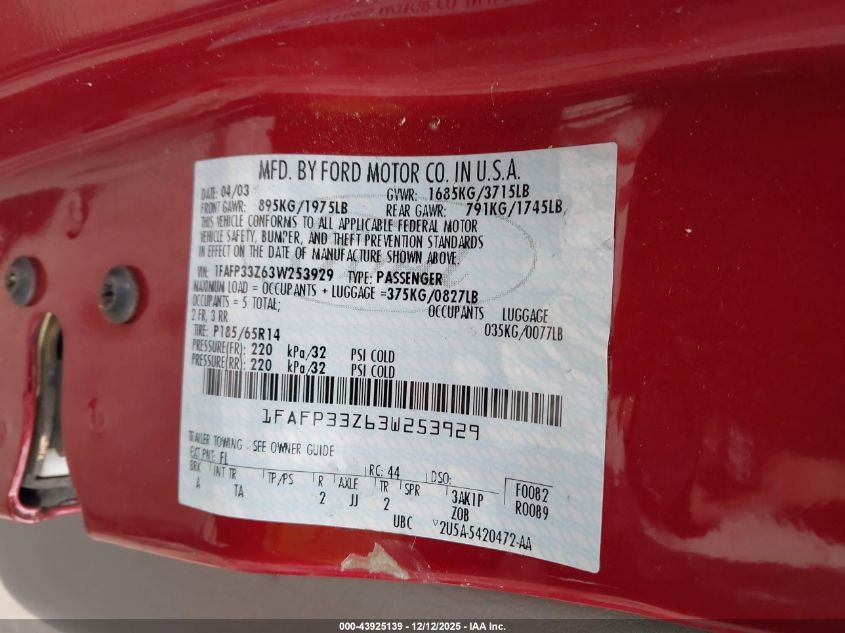 MFD. BY FORD MOTOR CO. IN U.S.A.
DATE: 04/03 GVWR: 1685KG/3715LB
FRONT GAWR: 895KG/1975LB REAR GAWR: 791KG/1745LB
THIS VEHICLE CONFORMS TO ALL APPLICABLE FEDERAL MOTOR
VEHICLE SAFETY, BUMPER, AND THEFT PREVENTION STANDARDS
IN EFFECT ON THE DATE OF MANUFACTURE SHOWN ABOVE.
VIN: 1FAFP33Z63W253929 TYPE: PASSENGER
MAXIMUM LOAD = OCCUPANTS + LUGGAGE =375KG/0827LB
OCCUPANTS = 5 TOTAL; OCCUPANTS LUGGAGE
2 FR, 3 RR 035KG/0077LB
TIRE: P185/65R14
PRESSURE(FR): 220 kPa/32 PSI COLD
PRESSURE(RR): 220 kPa/32 PSI COLD
1FAFP33Z63W253929
TRAILER TOWING - SEE OWNER GUIDE
EXT PNT: FL RC: 44 DSO: F0082
BRK INT TR TP/PS R AXLE TR SPR 3AK1P R0089
A TA 2 JJ 2 Z0B
UBC 2U5A-5420472-AA
000-43925139 - 12/12/2025 - IAA Inc.